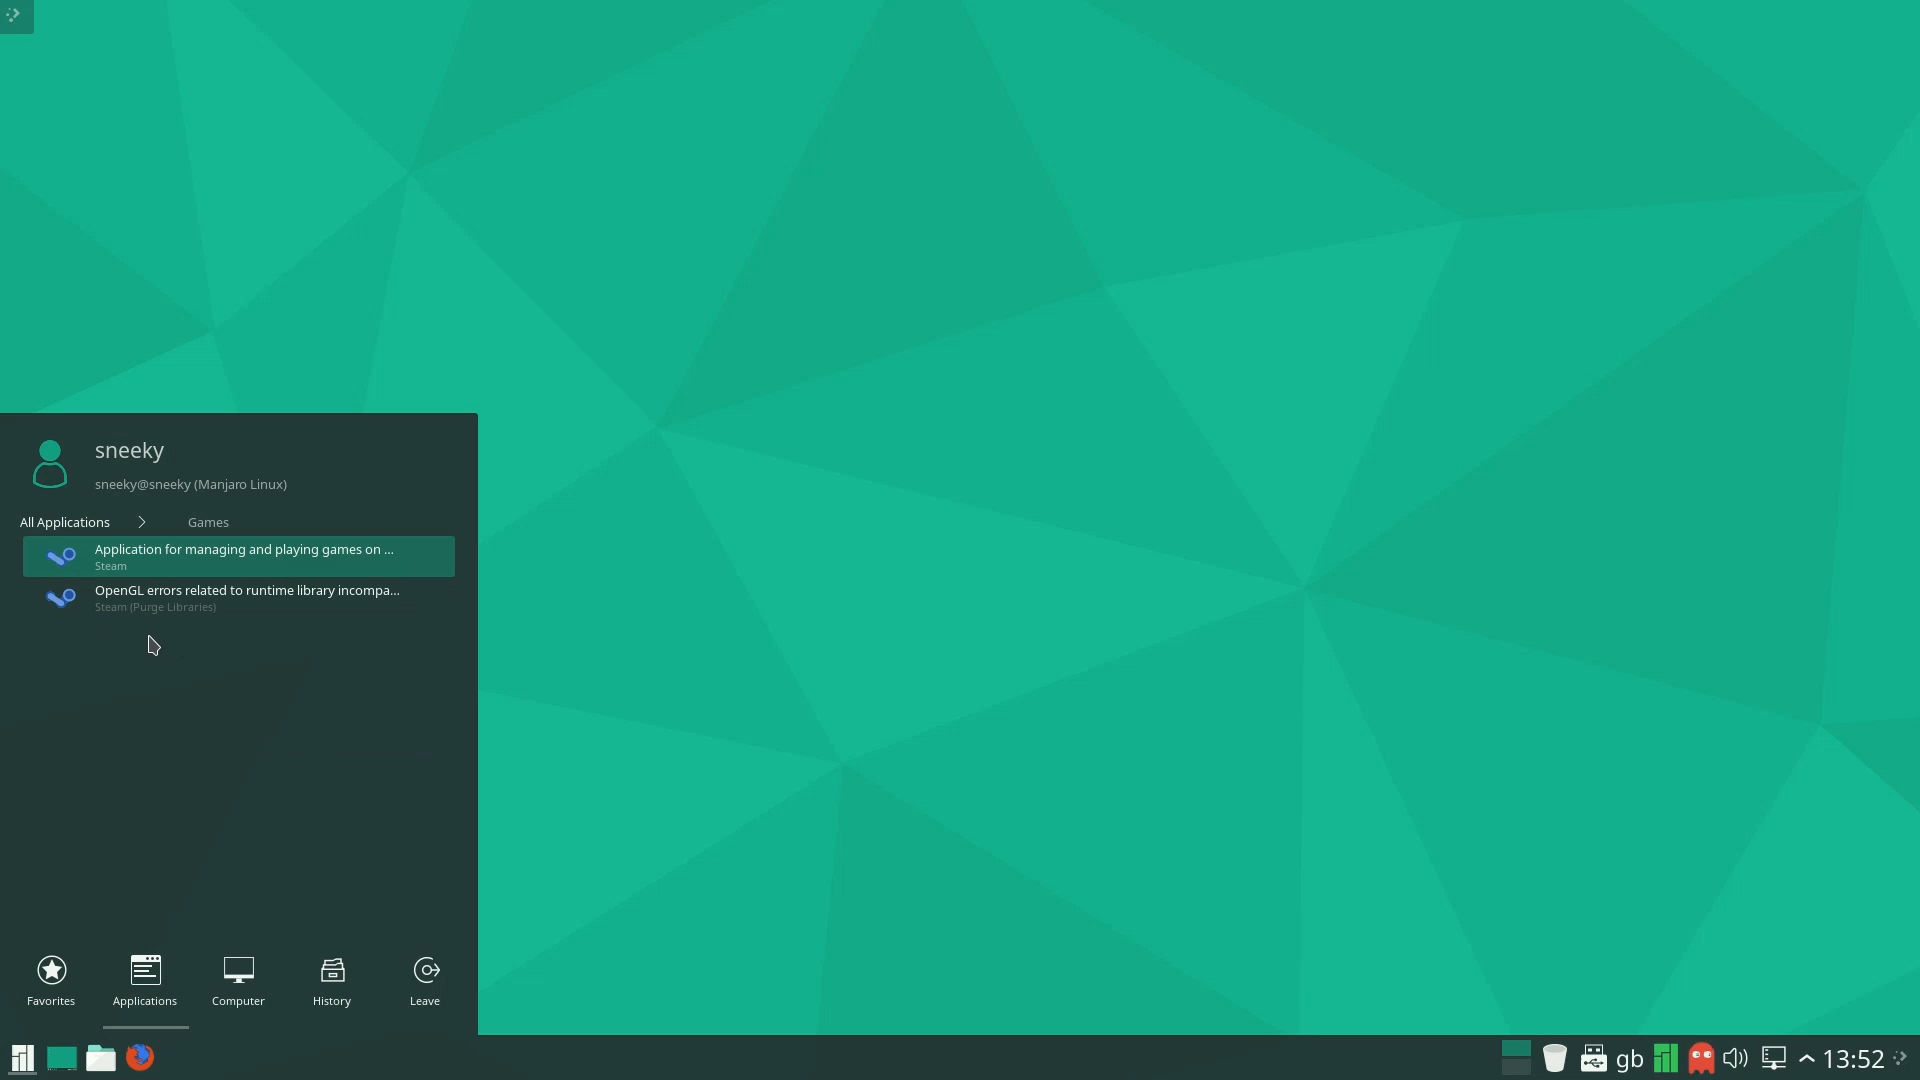 sneeky
sneeky@sneeky (Manjaro Linux)
All Applications
Games
Application for managing and playing games on ...
Steam
OpenGL errors related to runtime library incompa...
Steam (Purge Libraries)
Favorites
Applications
Computer
History
Leave
gb
13:52